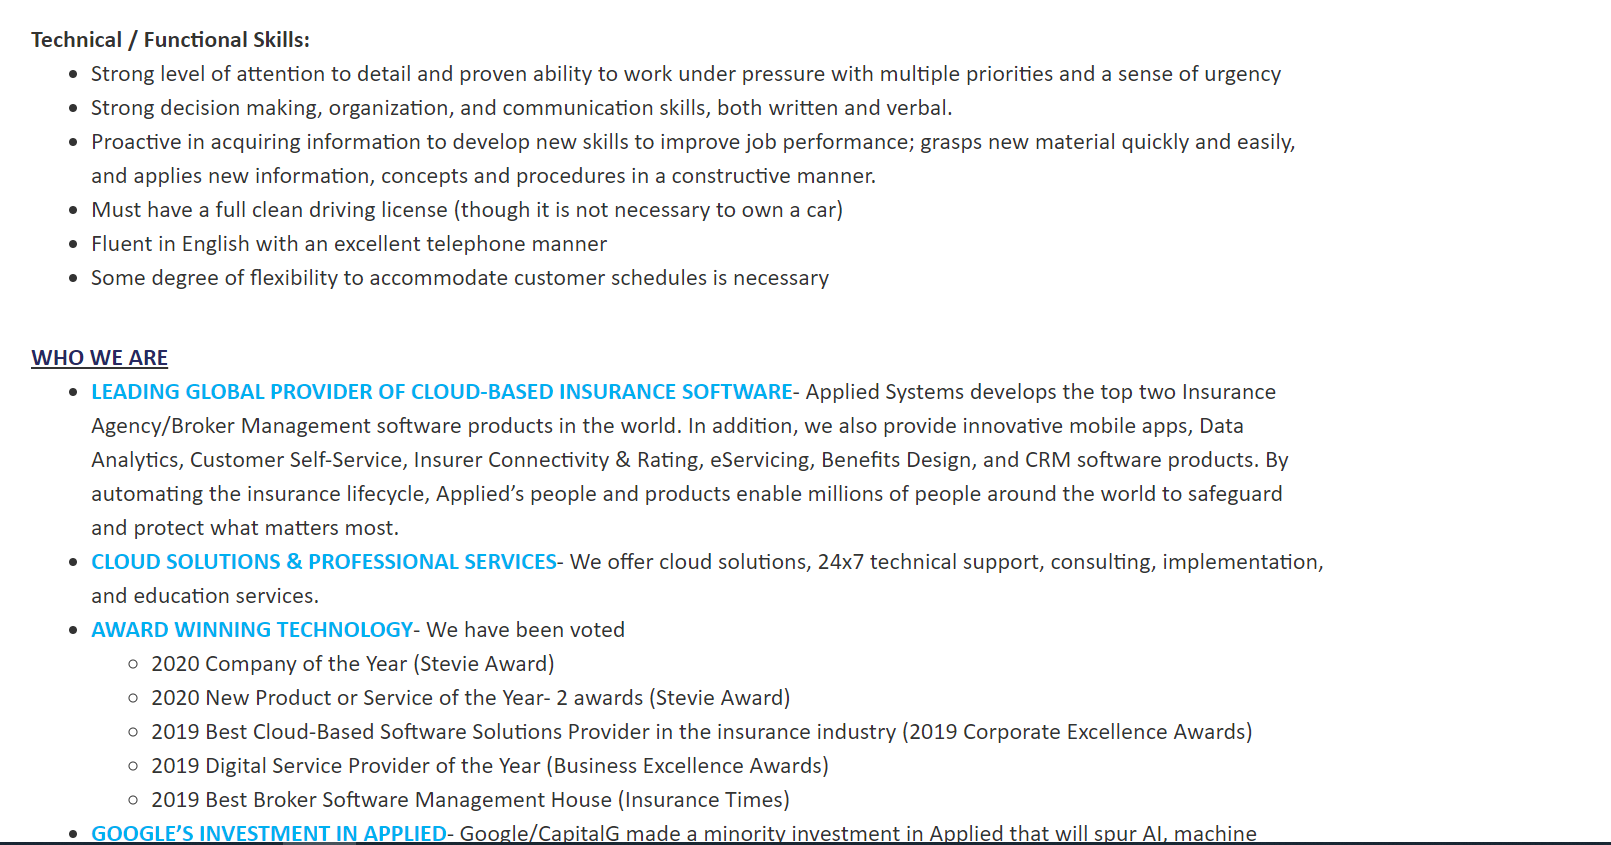 Technical / Functional Skills:
Strong level of attention to detail and proven ability to work under pressure with multiple priorities and a sense of urgency
Strong decision making, organization, and communication skills, both written and verbal.
Proactive in acquiring information to develop new skills to improve job performance; grasps new material quickly and easily,
and applies new information, concepts and procedures in a constructive manner.
Must have a full clean driving license (though it is not necessary to own a car)
Fluent in English with an excellent telephone manner
Some degree of flexibility to accommodate customer schedules is necessary
WHO WE ARE
LEADING GLOBAL PROVIDER OF CLOUD-BASED INSURANCE SOFTWARE- Applied Systems develops the top two Insurance
Agency/Broker Management software products in the world. In addition, we also provide innovative mobile apps, Data
Analytics, Customer Self-Service, Insurer Connectivity & Rating, eServicing, Benefits Design, and CRM software products. By
automating the insurance lifecycle, Applied’s people and products enable millions of people around the world to safeguard
and protect what matters most.
CLOUD SOLUTIONS & PROFESSIONAL SERVICES- We offer cloud solutions, 24x7 technical support, consulting, implementation,
and education services.
AWARD WINNING TECHNOLOGY- We have been voted
2020 Company of the Year (Stevie Award)
2020 New Product or Service of the Year- 2 awards (Stevie Award)
2019 Best Cloud-Based Software Solutions Provider in the insurance industry (2019 Corporate Excellence Awards)
2019 Digital Service Provider of the Year (Business Excellence Awards)
2019 Best Broker Software Management House (Insurance Times)
GOOGLE’S INVESTMENT IN APPLIED- Google/CapitalG made a minority investment in Applied that will spur AI, machine